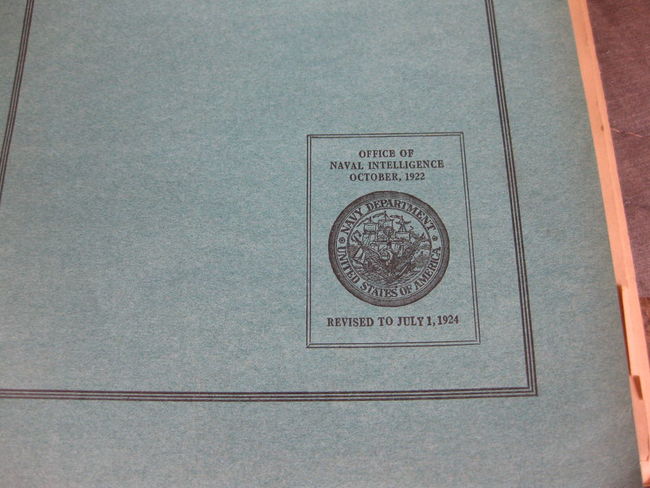 OFFICE OF
NAVAL INTELLIGENCE
OCTOBER, 1922
NAVY DEPARTMENT
UNITED STATES OF AMERICA
REVISED TO JULY 1, 1924